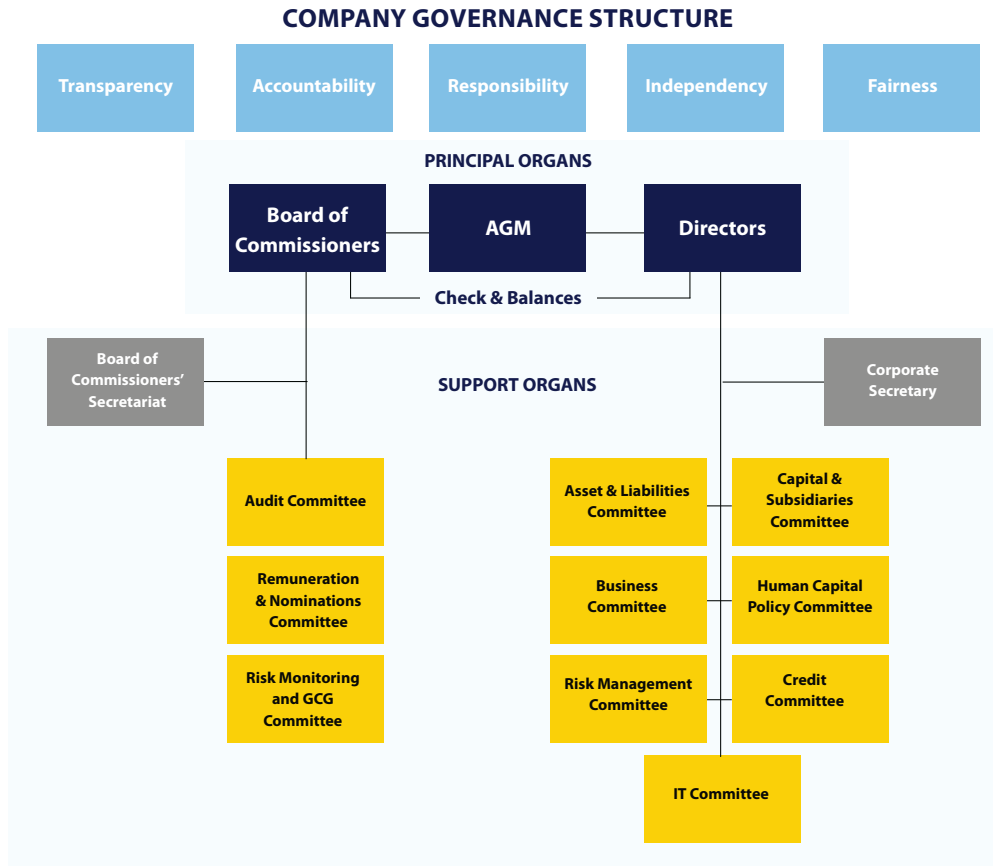 COMPANY GOVERNANCE STRUCTURE
Transparency
Accountability
Responsibility
Independency
Fairness
PRINCIPAL ORGANS
Board of
Commissioners
AGM
Directors
Check & Balances
Board of
Commissioners'
Secretariat
SUPPORT ORGANS
Corporate
Secretary
Audit Committee
Remuneration
& Nominations
Committee
Risk Monitoring
and GCG
Committee
Asset & Liabilities
Committee
Capital &
Subsidiaries
Committee
Business
Committee
Human Capital
Policy Committee
Risk Management
Committee
Credit
Committee
IT Committee